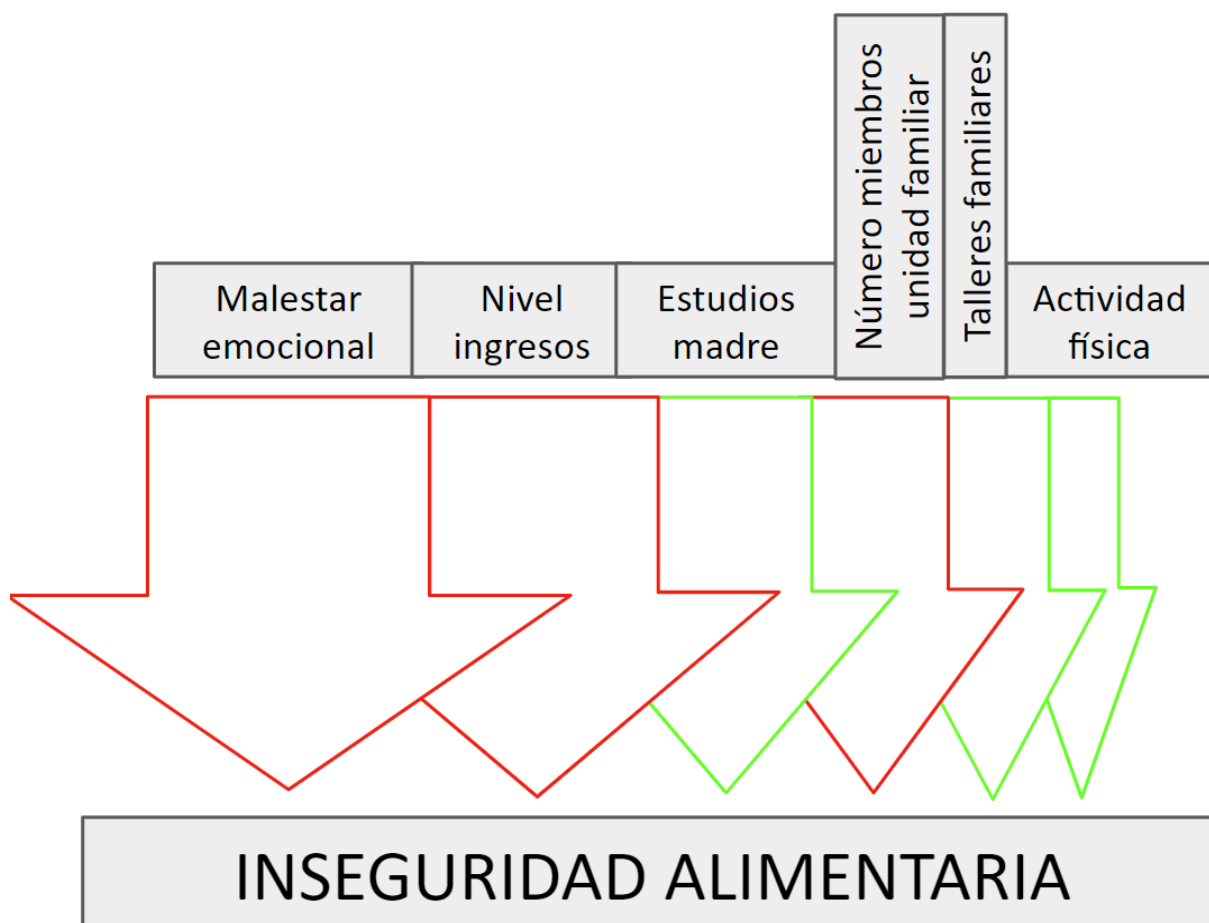 Malestar
emocional
Nivel
ingresos
Estudios
madre
Número miembros
unidad familiar
Talleres familiares
Actividad
física
INSEGURIDAD ALIMENTARIA